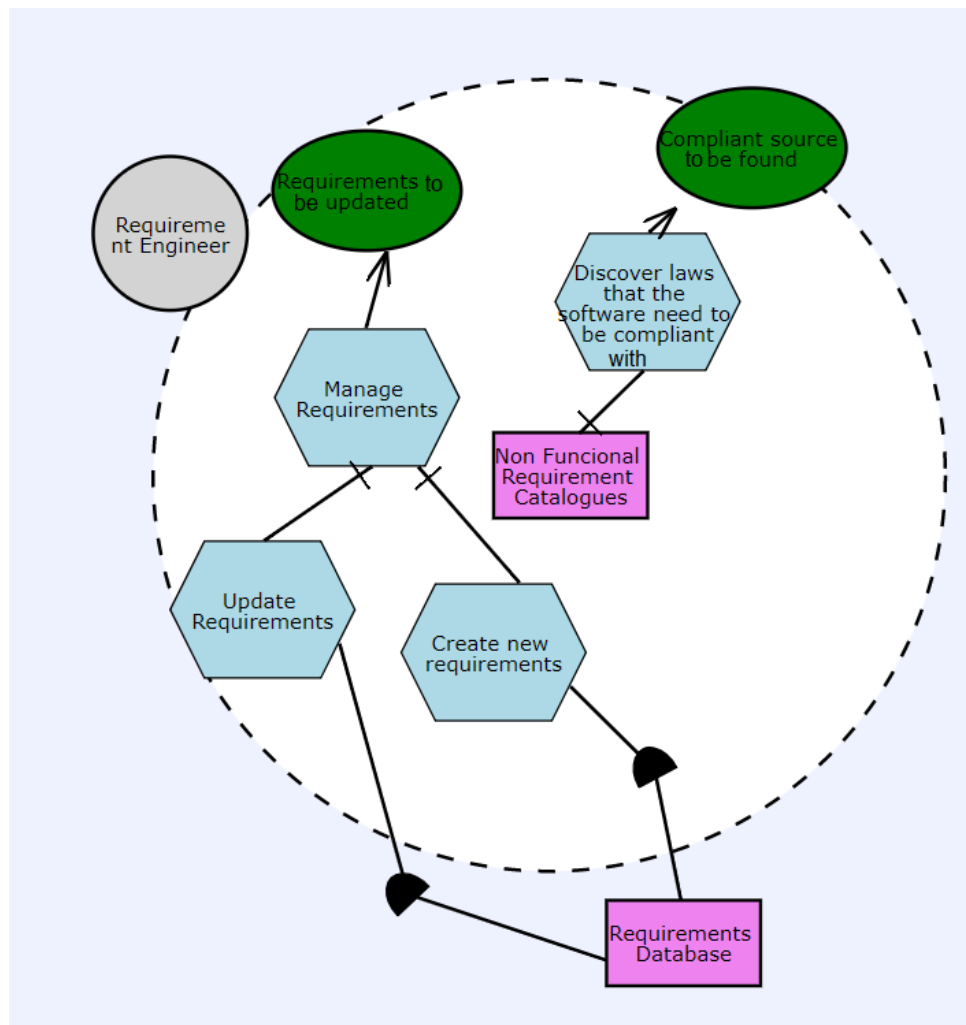 Compliant source
to be found
Requirements to
be updated
Requireme
nt Engineer
Discover laws
that the
software need to
be compliant
with
Manage
Requirements
Non Funcional
Requirement
Catalogues
Update
Requirements
Create new
requirements
Requirements
Database